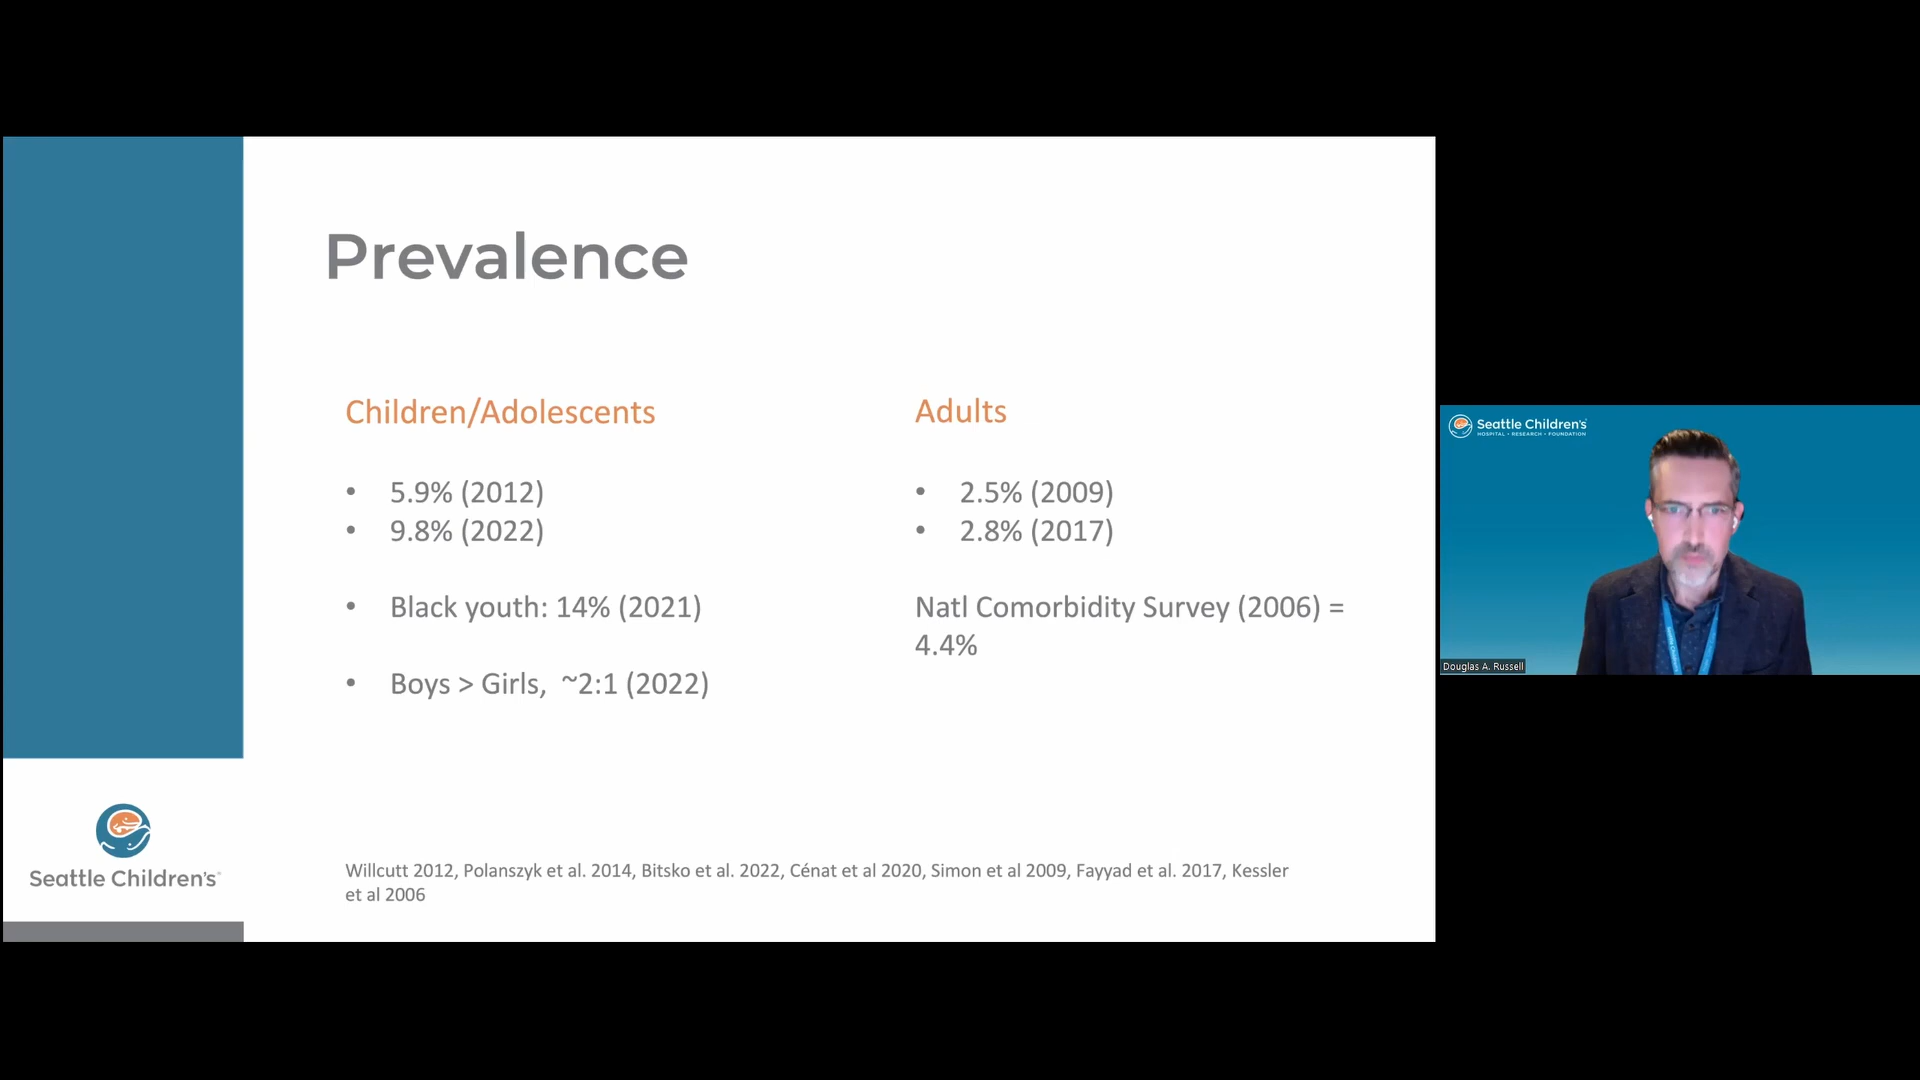 Prevalence
Children/Adolescents
• 5.9% (2012)
• 9.8% (2022)
• Black youth: 14% (2021)
• Boys > Girls, ~2:1 (2022)
Adults
• 2.5% (2009)
• 2.8% (2017)
Natl Comorbidity Survey (2006) =
4.4%
Willcutt 2012, Polanszyk et al. 2014, Bitsko et al. 2022, Cénat et al 2020, Simon et al 2009, Fayyad et al. 2017, Kessler
et al 2006
Seattle Children's
Seattle Children's
HOSPITAL • RESEARCH • FOUNDATION
Douglas A. Russell